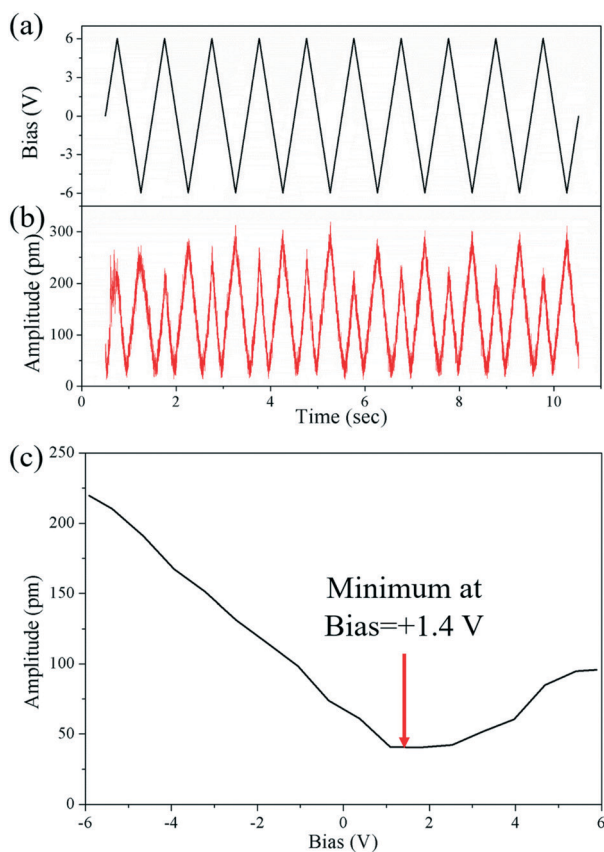 (a)
6
3
0
-3
-6
Bias (V)
(b)
300
200
100
0
Amplitude (pm)
0 2 4 6 8 10
Time (sec)
(c)
250
200
150
100
50
0
Amplitude (pm)
Minimum at
Bias=+1.4 V
-6 -4 -2 0 2 4 6
Bias (V)